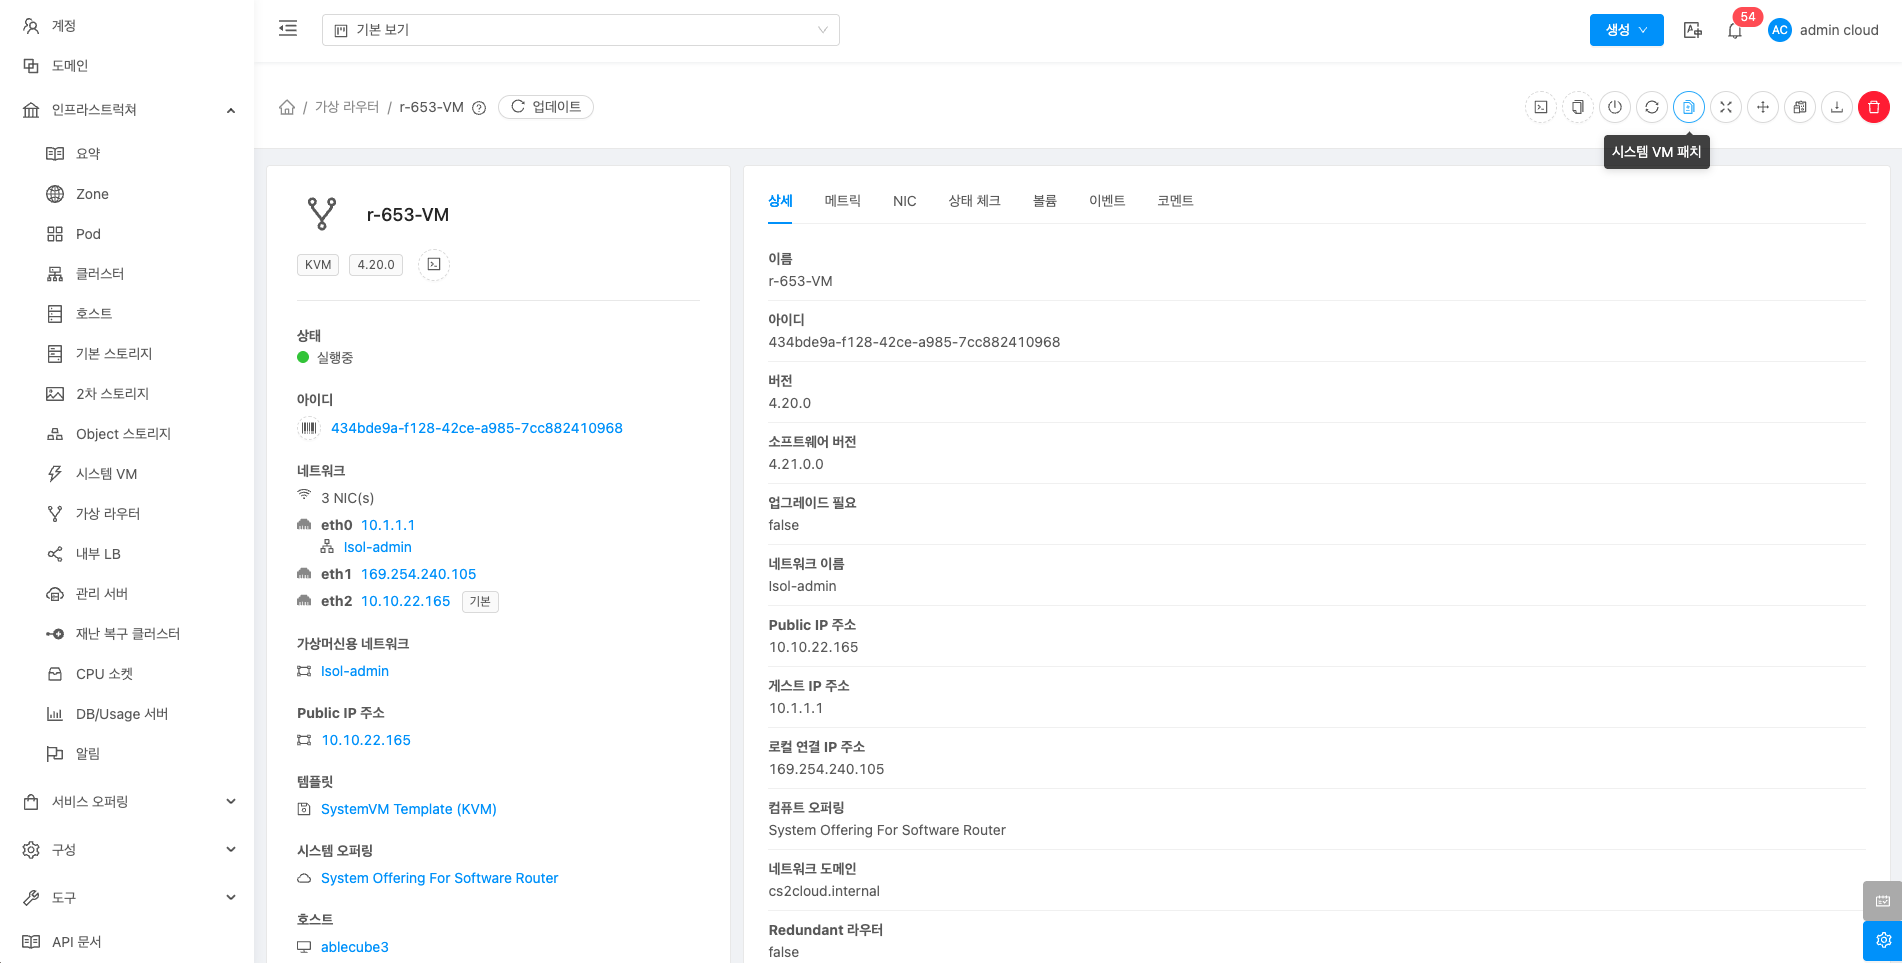 계정
도메인
인프라스트럭쳐
요약
Zone
Pod
클러스터
호스트
기본 스토리지
2차 스토리지
Object 스토리지
시스템 VM
가상 라우터
내부 LB
관리 서버
재난 복구 클러스터
CPU 소켓
DB/Usage 서버
알림
서비스 오퍼링
구성
도구
API 문서
기본 보기
생성
54
AC admin cloud
/ 가상 라우터 / r-653-VM 업데이트
시스템 VM 패치
r-653-VM
KVM 4.20.0
상태
실행중
아이디
434bde9a-f128-42ce-a985-7cc882410968
네트워크
3 NIC(s)
eth0 10.1.1.1
Isol-admin
eth1 169.254.240.105
eth2 10.10.22.165 기본
가상머신용 네트워크
Isol-admin
Public IP 주소
10.10.22.165
템플릿
SystemVM Template (KVM)
시스템 오퍼링
System Offering For Software Router
호스트
ablecube3
상세 메트릭 NIC 상태 체크 볼륨 이벤트 코멘트
이름
r-653-VM
아이디
434bde9a-f128-42ce-a985-7cc882410968
버전
4.20.0
소프트웨어 버전
4.21.0.0
업그레이드 필요
false
네트워크 이름
Isol-admin
Public IP 주소
10.10.22.165
게스트 IP 주소
10.1.1.1
로컬 연결 IP 주소
169.254.240.105
컴퓨트 오퍼링
System Offering For Software Router
네트워크 도메인
cs2cloud.internal
Redundant 라우터
false